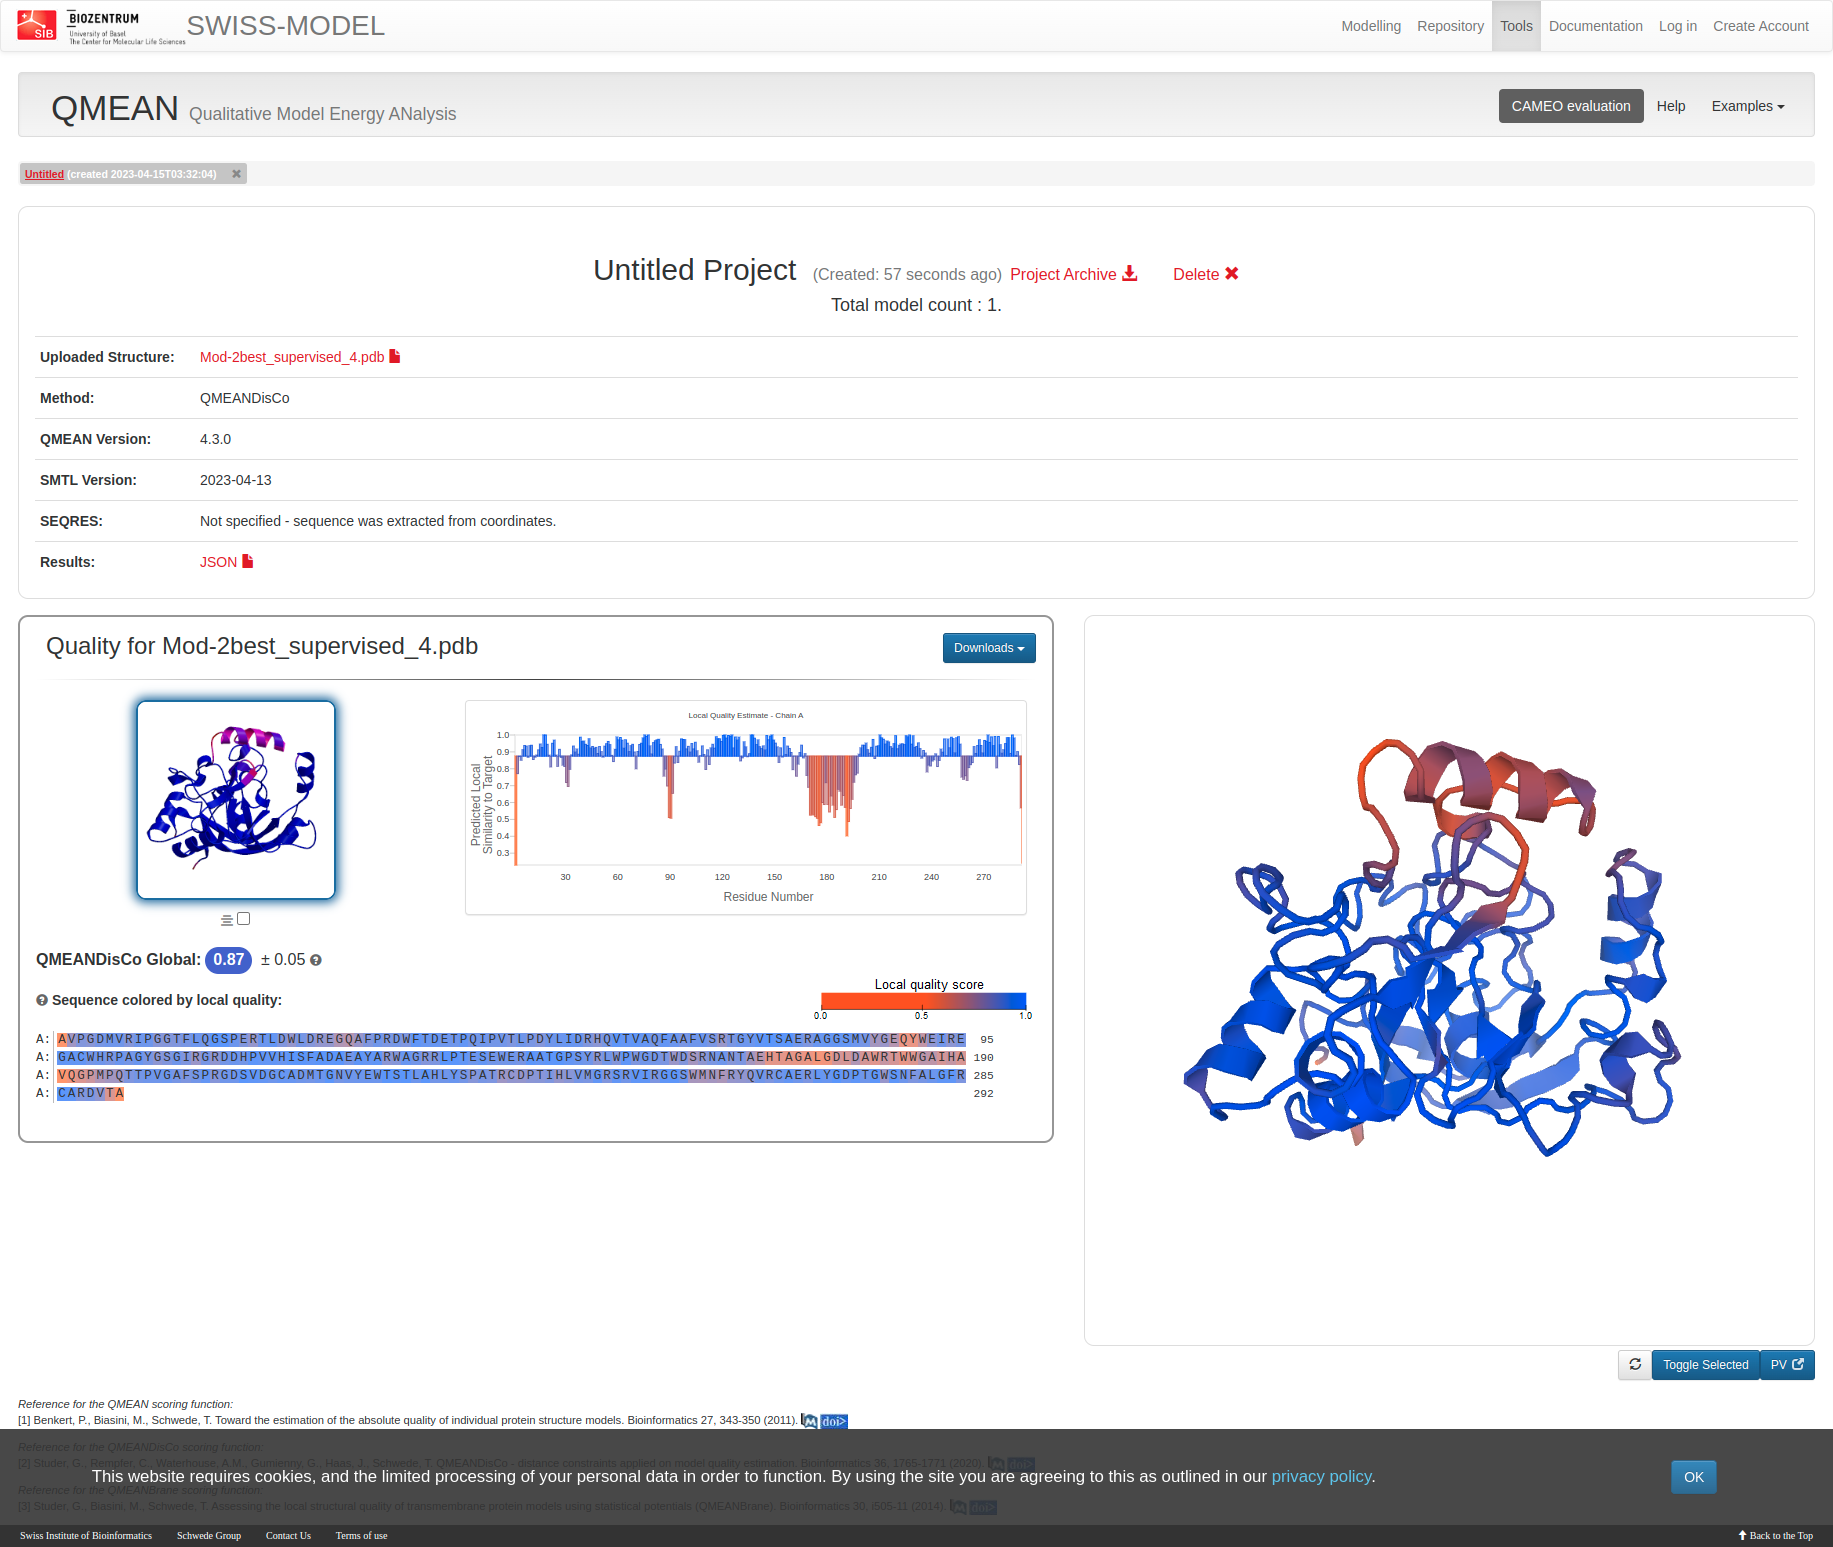 SIB
BIOZENTRUM
University of Basel
The Center for Molecular Life Sciences
SWISS-MODEL
Modelling Repository Tools Documentation Log in Create Account
QMEAN Qualitative Model Energy ANalysis
CAMEO evaluation Help Examples
Untitled (created 2023-04-15T03:32:04)
Untitled Project (Created: 57 seconds ago) Project Archive Delete
Total model count : 1.
Uploaded Structure: Mod-2best_supervised_4.pdb
Method: QMEANDisCo
QMEAN Version: 4.3.0
SMTL Version: 2023-04-13
SEQRES: Not specified - sequence was extracted from coordinates.
Results: JSON
Quality for Mod-2best_supervised_4.pdb
Downloads
Local Quality Estimate - Chain A
Predicted Local
Similarity to Target
1.0
0.9
0.8
0.7
0.6
0.5
0.4
0.3
30 60 90 120 150 180 210 240 270
Residue Number
QMEANDisCo Global: 0.87 ± 0.05
Sequence colored by local quality:
Local quality score
0.0 0.5 1.0
A: AVPGDMVRIPGGTFLQGSPERTLDWLDREGQAFPRDWFTDETPQIPVTLPDYLIDRHQVTVAQFAAFVSRTGYVTSAERAGGSMVYGEQYWEIRE 95
A: GACWHRPAGYGSGIRGRDDHPVVHISFADAEAYARWAGRRLPTESEWERAATGPSYRLWPWGDTWDSRNANTAEHTAGALGDLDAWRTWWGAIHA 190
A: VQGPMPQTTPVGAFSPRGDSVDGCADMTGNVYEWTSTLAHLYSPATRCDPTIHLVMGRSRVIRGGSWMNFRYQVRCAERLYGDPTGWSNFALGFR 285
A: CARDVTA 292
Toggle Selected PV
Reference for the QMEAN scoring function:
[1] Benkert, P., Biasini, M., Schwede, T. Toward the estimation of the absolute quality of individual protein structure models. Bioinformatics 27, 343-350 (2011). M doi>
Reference for the QMEANDisCo scoring function:
[2] Studer, G., Rempfer, C., Waterhouse, A.M., Gumienny, G., Haas, J., Schwede, T. QMEANDisCo - distance constraints applied on model quality estimation. Bioinformatics 36, 1765-1771 (2020). M doi>
This website requires cookies, and the limited processing of your personal data in order to function. By using the site you are agreeing to this as outlined in our privacy policy. OK
Reference for the QMEANBrane scoring function:
[3] Studer, G., Biasini, M., Schwede, T. Assessing the local structural quality of transmembrane protein models using statistical potentials (QMEANBrane). Bioinformatics 30, i505-11 (2014). M doi>
Swiss Institute of Bioinformatics Schwede Group Contact Us Terms of use Back to the Top